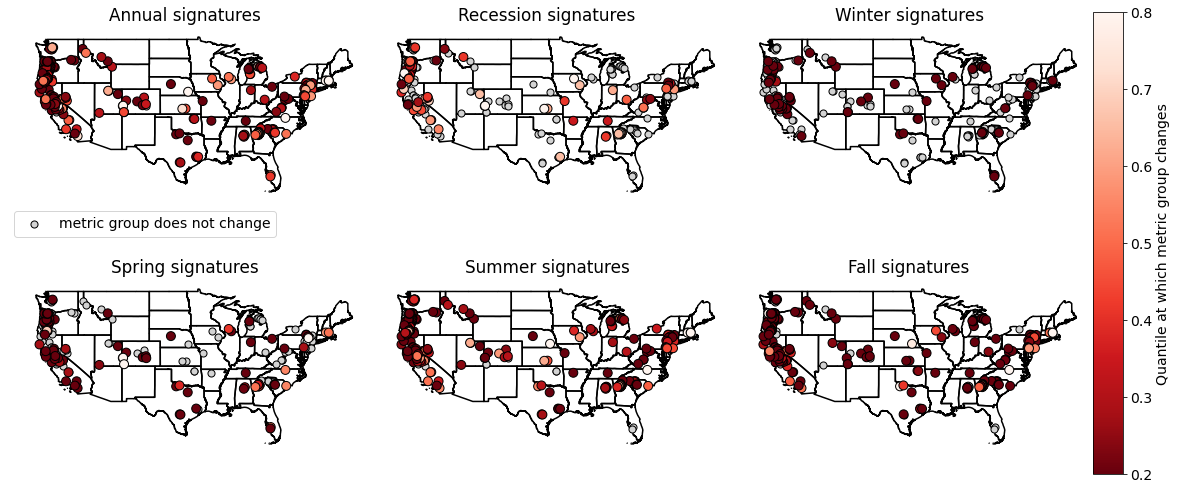 Annual signatures
Recession signatures
Winter signatures
metric group does not change
Spring signatures
Summer signatures
Fall signatures
0.8
0.7
0.6
0.5
0.4
0.3
0.2
Quantile at which metric group changes